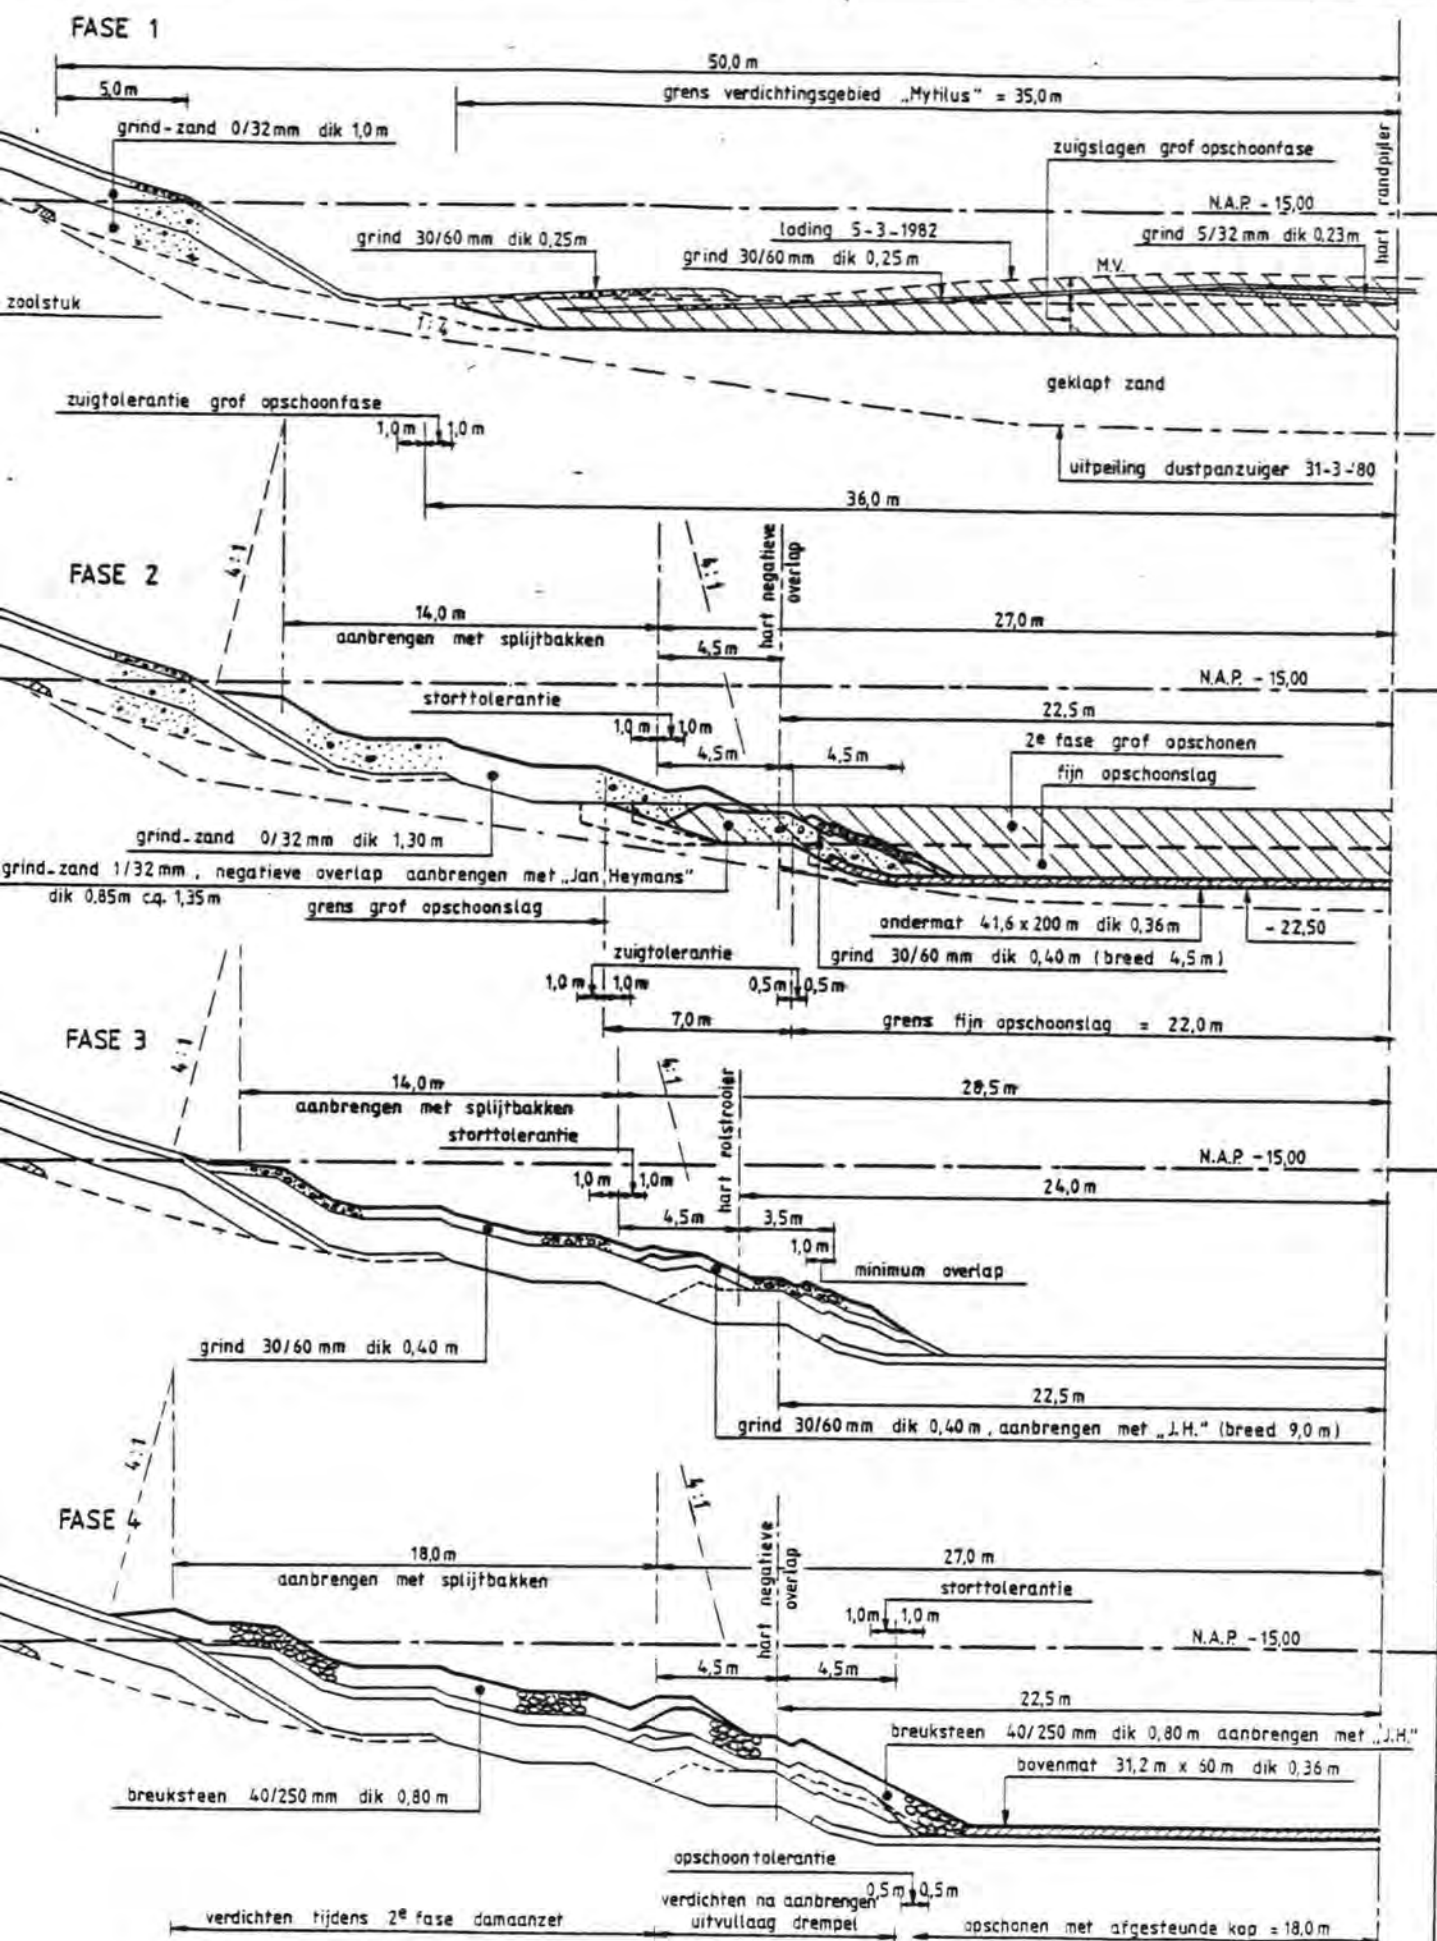 FASE 1
50,0 m
5,0 m
grens verdichtingsgebied „Mytilus" = 35,0 m
grind-zand 0/32 mm dik 1,0 m
zuigslagen grof opschoonfase
hart randpijler
N.A.P. - 15,00
loding 5-3-1982
grind 5/32 mm dik 0,23 m
grind 30/60 mm dik 0,25 m
grind 30/60 mm dik 0,25 m
M.V.
zoolstuk
1:4
geklapt zand
zuigtolerantie grof opschoonfase
1,0 m 1,0 m
uitpeiling dustpanzuiger 31-3-'80
36,0 m
FASE 2
4:1
4:1
hart negatieve overlap
14,0 m
27,0 m
aanbrengen met splijtbakken
4,5 m
N.A.P. - 15,00
storttolerantie
22,5 m
1,0 m 1,0 m
4,5 m 4,5 m
2e fase grof opschonen
fijn opschoonslag
grind-zand 0/32 mm dik 1,30 m
grind-zand 1/32 mm, negatieve overlap aanbrengen met „Jan Heymans"
dik 0,85 m c.q. 1,35 m
grens grof opschoonslag
ondermat 41,6 x 200 m dik 0,36 m
- 22,50
zuigtolerantie
grind 30/60 mm dik 0,40 m (breed 4,5 m)
1,0 m 1,0 m
0,5 m 0,5 m
7,0 m
grens fijn opschoonslag = 22,0 m
FASE 3
4:1
4:1
hart rolstrooier
14,0 m
28,5 m
aanbrengen met splijtbakken
storttolerantie
N.A.P. - 15,00
1,0 m 1,0 m
24,0 m
4,5 m 3,5 m
1,0 m
minimum overlap
grind 30/60 mm dik 0,40 m
22,5 m
grind 30/60 mm dik 0,40 m, aanbrengen met „J.H." (breed 9,0 m)
FASE 4
4:1
4:1
hart negatieve overlap
18,0 m
27,0 m
aanbrengen met splijtbakken
storttolerantie
1,0 m 1,0 m
N.A.P. - 15,00
4,5 m 4,5 m
22,5 m
breuksteen 40/250 mm dik 0,80 m aanbrengen met „J.H."
bovenmat 31,2 m x 60 m dik 0,36 m
breuksteen 40/250 mm dik 0,80 m
opschoontolerantie
0,5 m 0,5 m
verdichten tijdens 2e fase damaanzet
verdichten na aanbrengen
uitvullaag drempel
opschonen met afgesteunde kop = 18,0 m